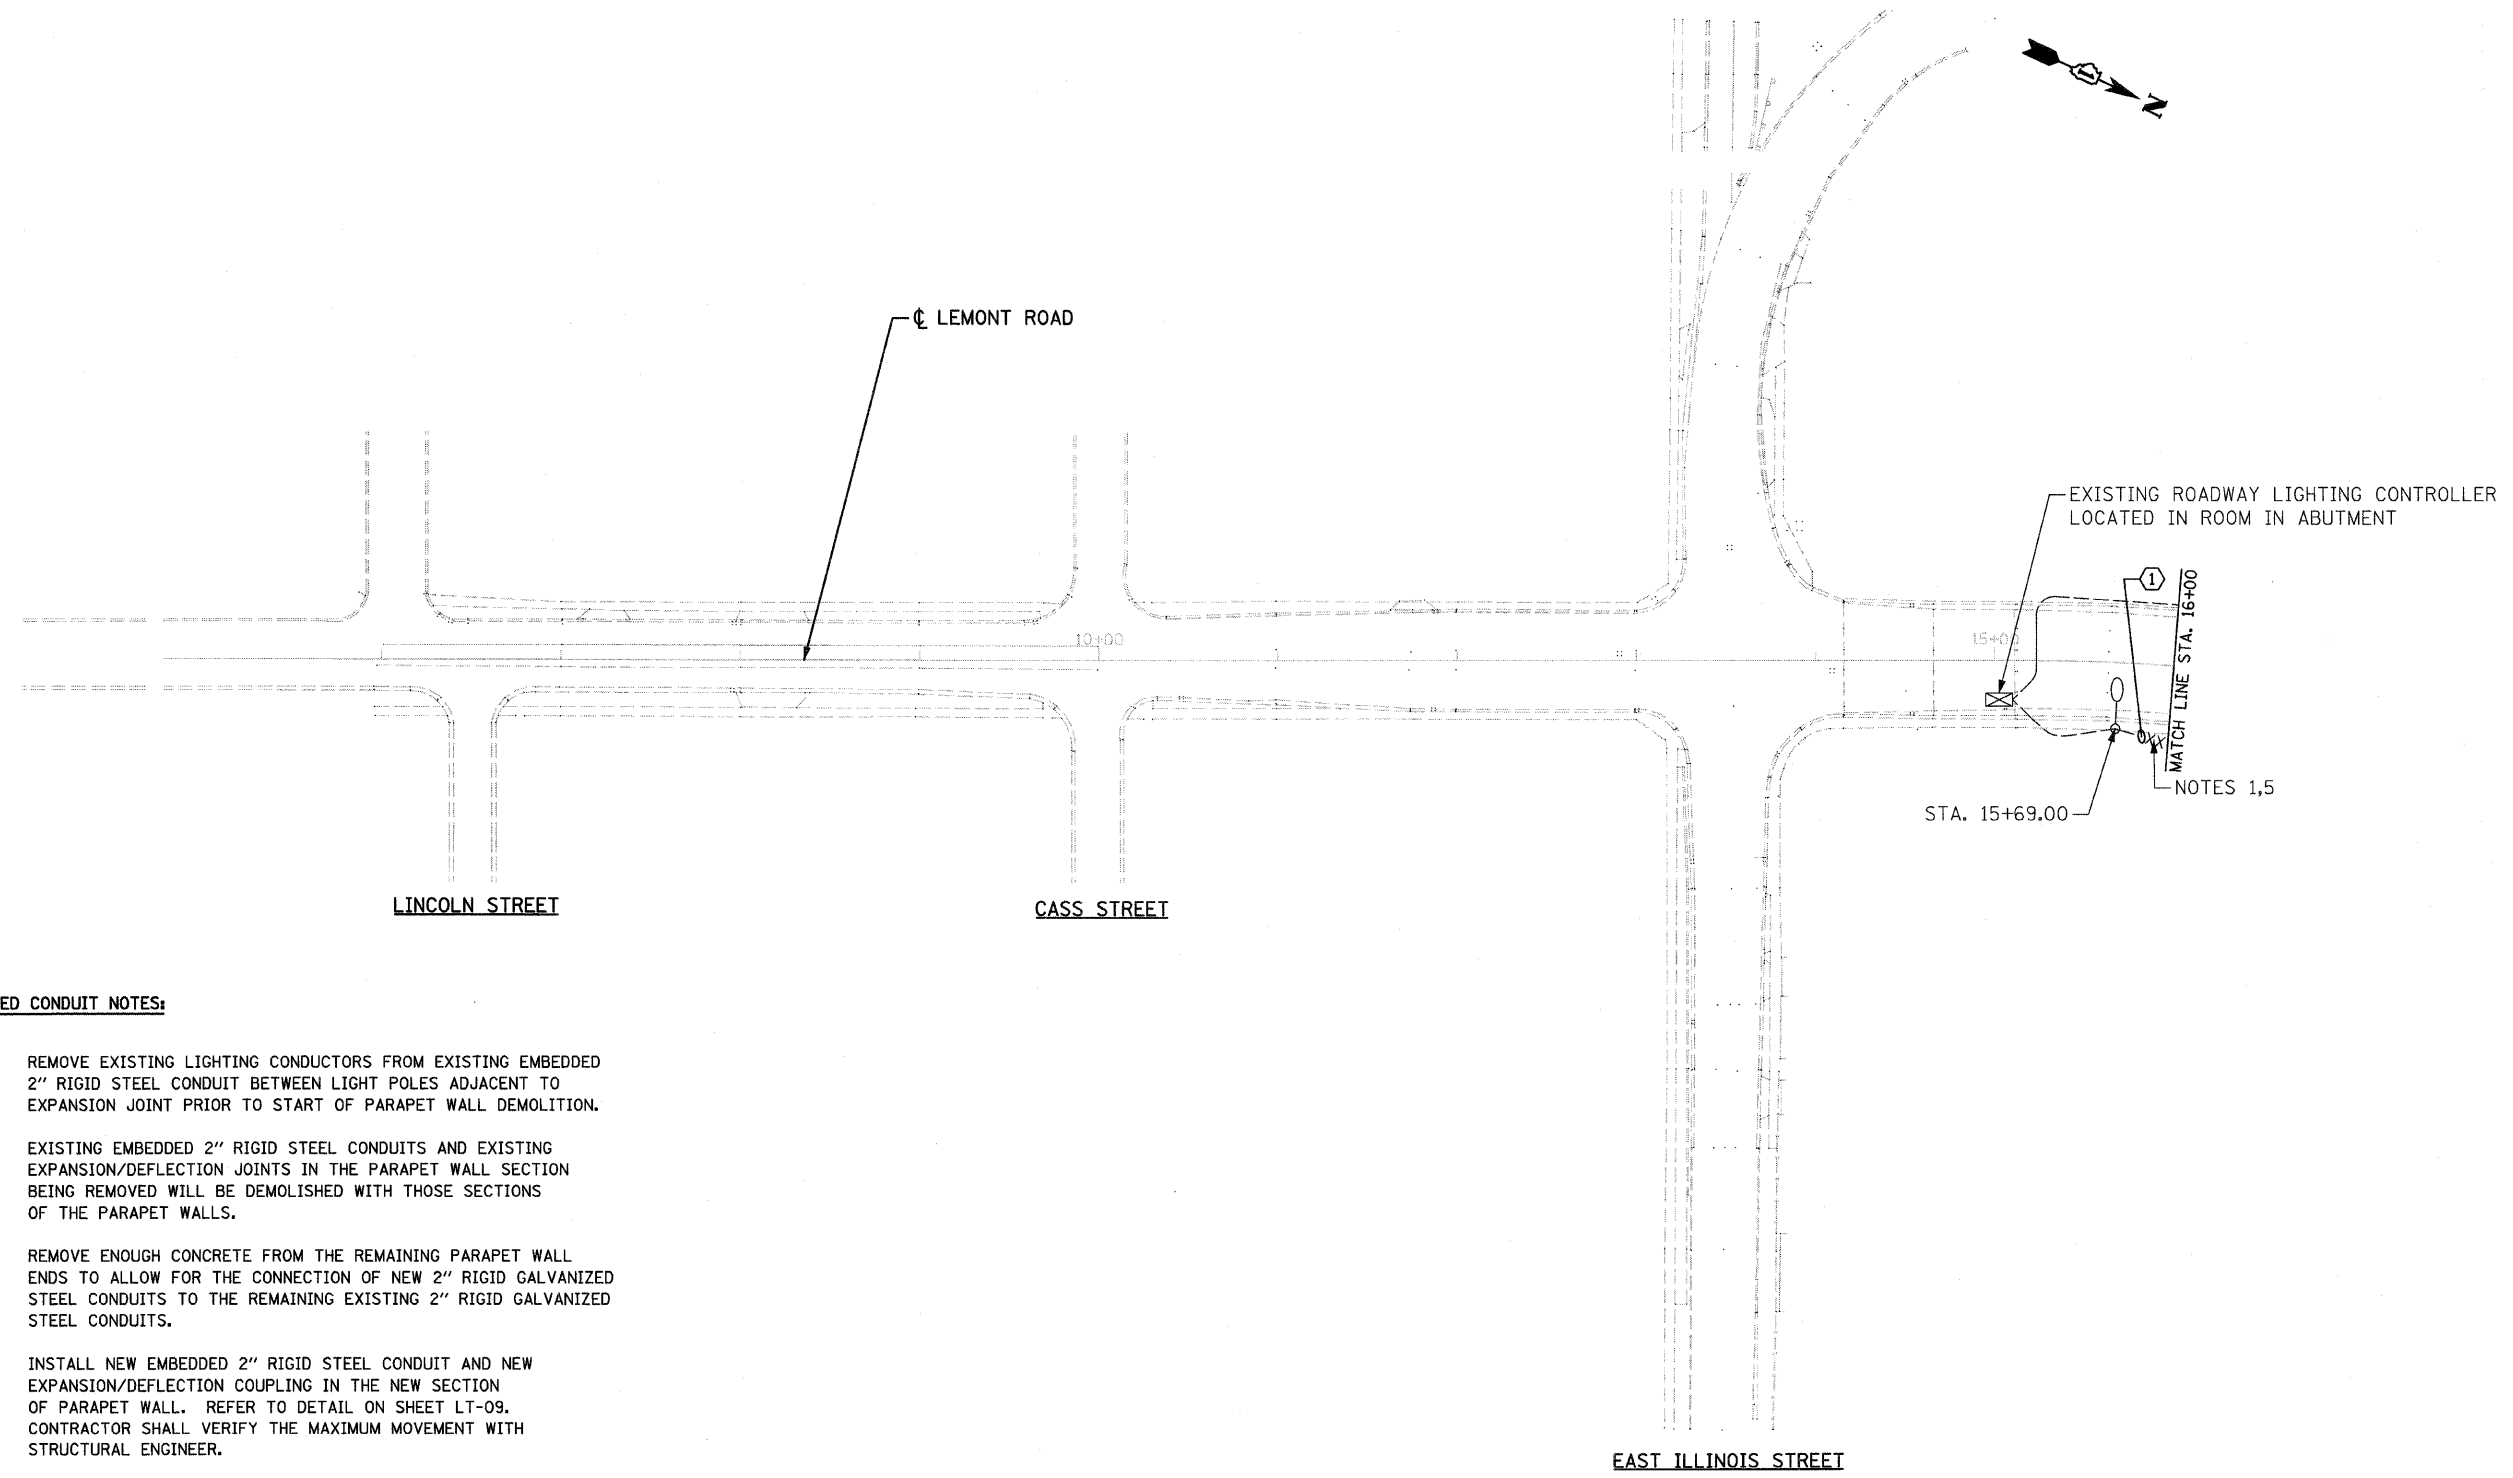 N
℄ LEMONT ROAD
EXISTING ROADWAY LIGHTING CONTROLLER
LOCATED IN ROOM IN ABUTMENT
1
MATCH LINE STA. 16+00
10+00
15+00
NOTES 1,5
STA. 15+69.00
LINCOLN STREET
CASS STREET
EAST ILLINOIS STREET
ED CONDUIT NOTES:
REMOVE EXISTING LIGHTING CONDUCTORS FROM EXISTING EMBEDDED
2" RIGID STEEL CONDUIT BETWEEN LIGHT POLES ADJACENT TO
EXPANSION JOINT PRIOR TO START OF PARAPET WALL DEMOLITION.
EXISTING EMBEDDED 2" RIGID STEEL CONDUITS AND EXISTING
EXPANSION/DEFLECTION JOINTS IN THE PARAPET WALL SECTION
BEING REMOVED WILL BE DEMOLISHED WITH THOSE SECTIONS
OF THE PARAPET WALLS.
REMOVE ENOUGH CONCRETE FROM THE REMAINING PARAPET WALL
ENDS TO ALLOW FOR THE CONNECTION OF NEW 2" RIGID GALVANIZED
STEEL CONDUITS TO THE REMAINING EXISTING 2" RIGID GALVANIZED
STEEL CONDUITS.
INSTALL NEW EMBEDDED 2" RIGID STEEL CONDUIT AND NEW
EXPANSION/DEFLECTION COUPLING IN THE NEW SECTION
OF PARAPET WALL. REFER TO DETAIL ON SHEET LT-09.
CONTRACTOR SHALL VERIFY THE MAXIMUM MOVEMENT WITH
STRUCTURAL ENGINEER.